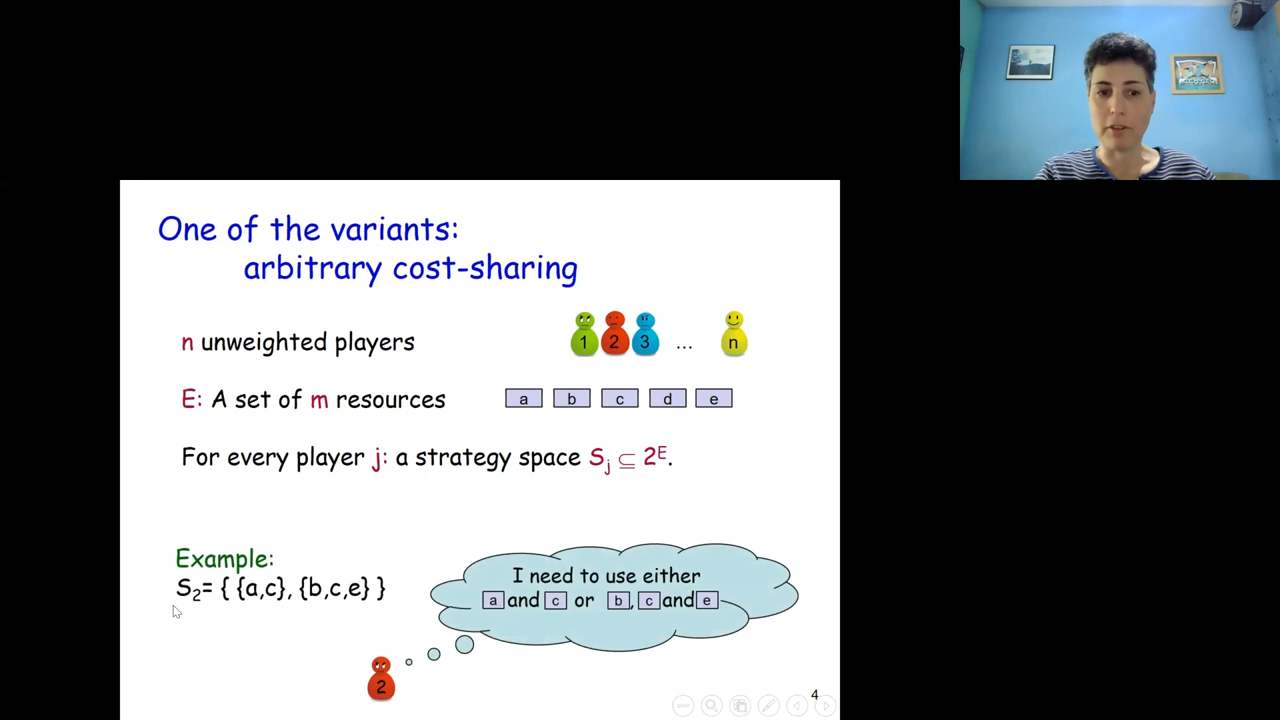 One of the variants:
arbitrary cost-sharing
n unweighted players
1 2 3 ... n
E: A set of m resources
a b c d e
For every player j: a strategy space Sj ⊆ 2^E.
Example:
S2= { {a,c}, {b,c,e} }
I need to use either
a and c or b, c and e
2
4